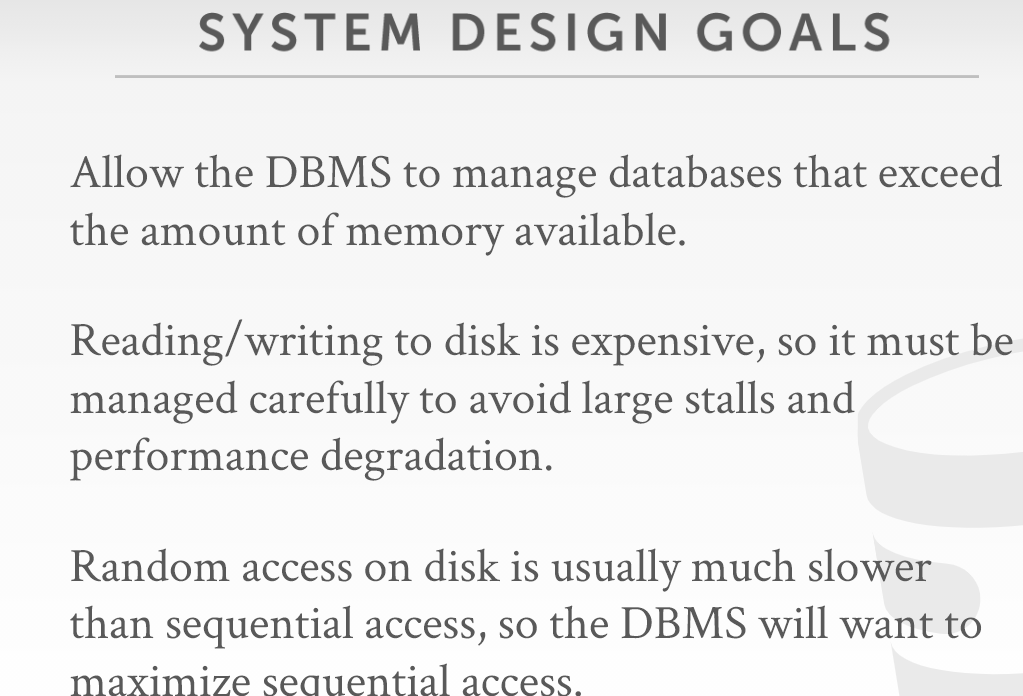 SYSTEM DESIGN GOALS
Allow the DBMS to manage databases that exceed
the amount of memory available.
Reading/writing to disk is expensive, so it must be
managed carefully to avoid large stalls and
performance degradation.
Random access on disk is usually much slower
than sequential access, so the DBMS will want to
maximize sequential access.